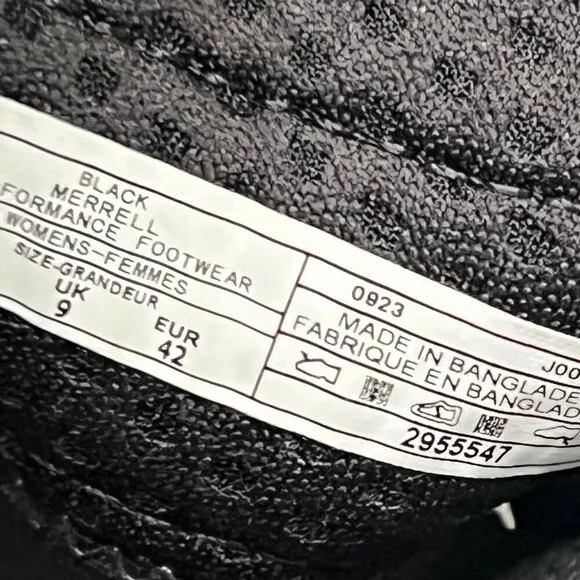 BLACK
MERRELL
FORMANCE FOOTWEAR
WOMENS-FEMMES
SIZE-GRANDEUR
UK EUR
9 42
0923 J00
MADE IN BANGLADE
FABRIQUE EN BANGLAD
2955547